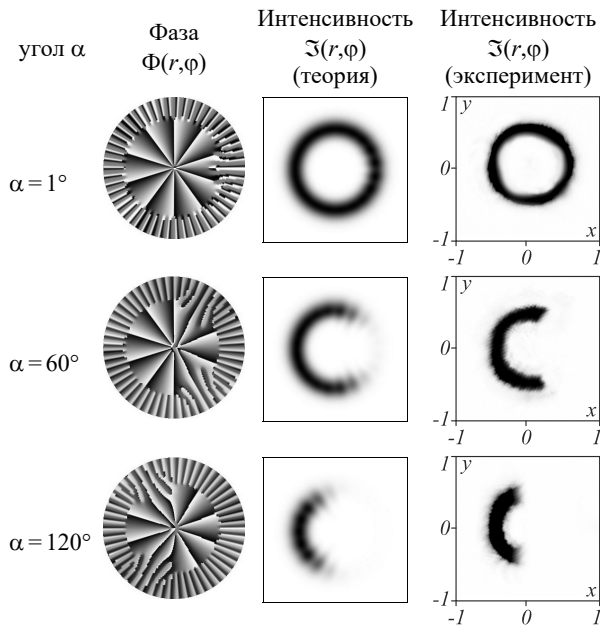 угол α
Фаза
Φ(r,φ)
Интенсивность
ℑ(r,φ)
(теория)
Интенсивность
ℑ(r,φ)
(эксперимент)
α = 1°
1
y
0
-1
-1
0
x
1
α = 60°
1
y
0
-1
-1
0
x
1
α = 120°
1
y
0
-1
-1
0
x
1